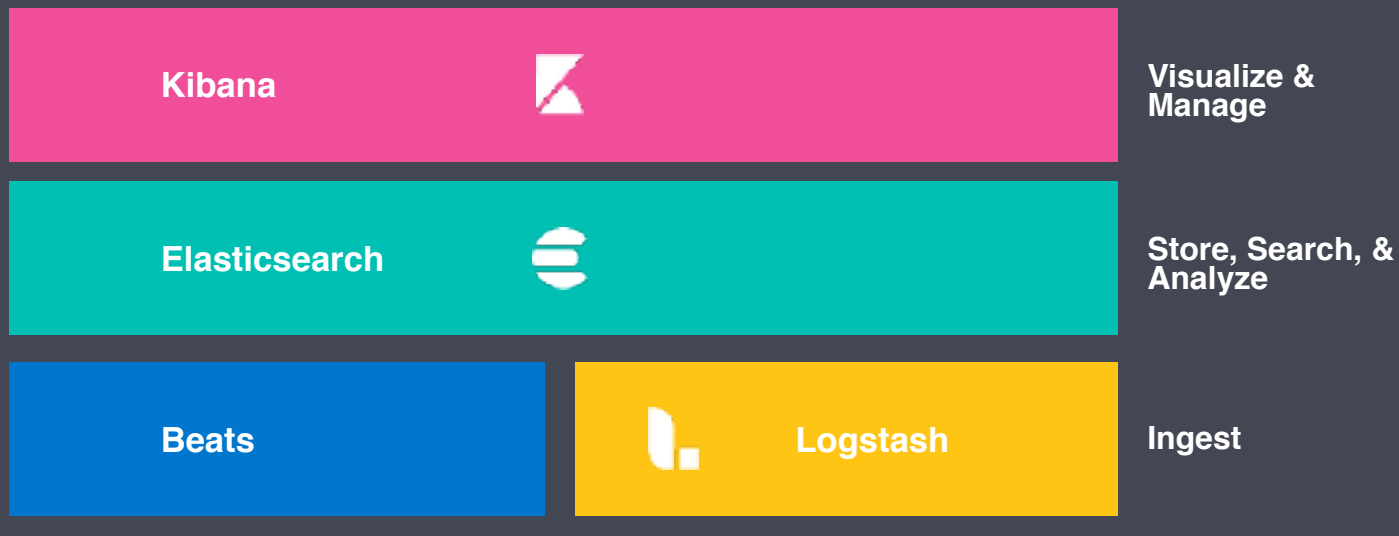 Kibana
Visualize &
Manage
Elasticsearch
Store, Search, &
Analyze
Beats
Logstash
Ingest